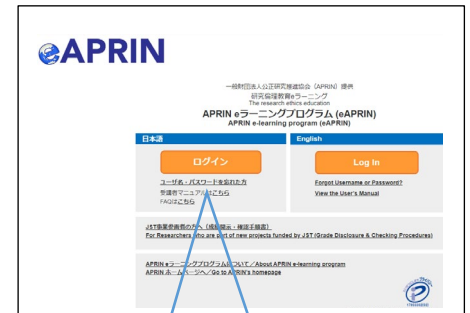 eAPRIN
一般財団法人公正研究推進協会（APRIN）提供
研究倫理教育eラーニング
The research ethics education
APRIN eラーニングプログラム (eAPRIN)
APRIN e-learning program (eAPRIN)
日本語
ログイン
ユーザ名・パスワードを忘れた方
受講者マニュアルはこちら
FAQはこちら
English
Log In
Forgot Username or Password?
View the User's Manual
JST事業参画者の方へ（成績開示・確認手順書）
For Researchers who are part of new projects funded by JST (Grade Disclosure & Checking Procedures)
APRIN eラーニングプログラムについて／About APRIN e-learning program
APRIN ホームページへ／Go to APRIN's homepage